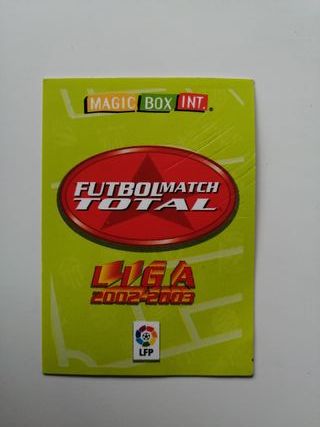 MAGIC BOX INT.®
FUTBOLMATCH
TOTAL
LIGA
2002-2003
LFP